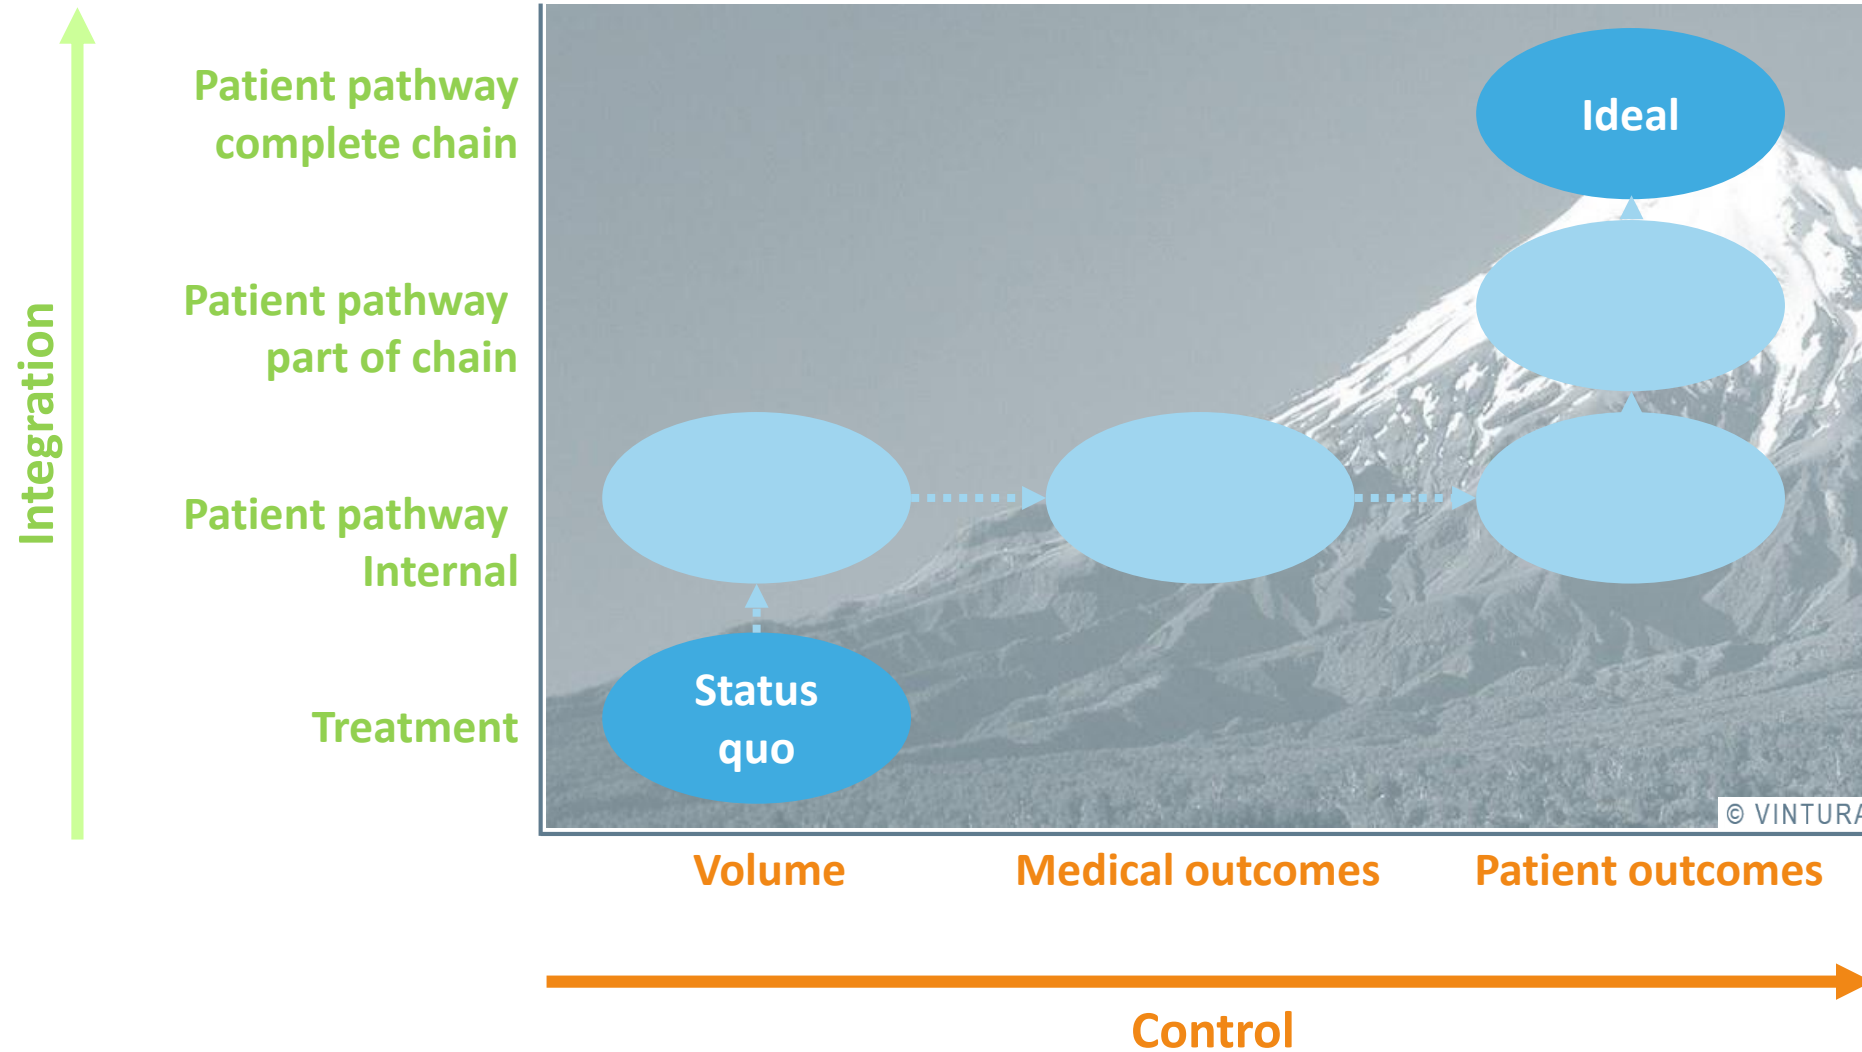 Patient pathway
complete chain
Ideal
Patient pathway
part of chain
Integration
Patient pathway
Internal
Status
quo
Treatment
© VINTURA
Volume
Medical outcomes
Patient outcomes
Control